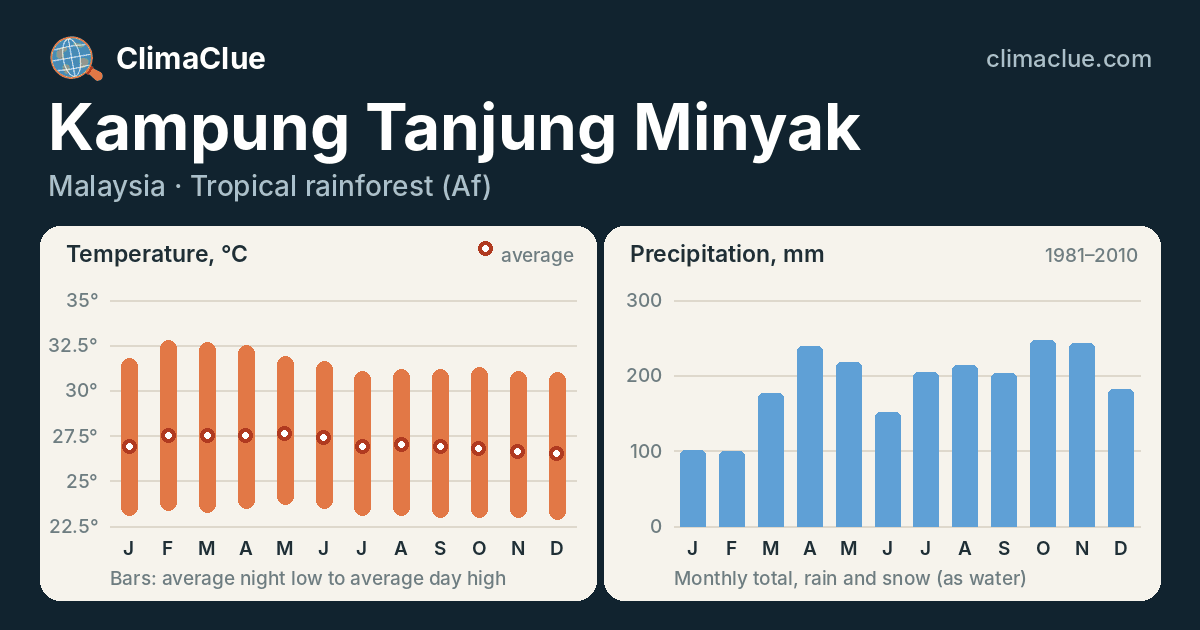 ClimaClue
climaclue.com
Kampung Tanjung Minyak
Malaysia · Tropical rainforest (Af)
Temperature, °C
average
35°
32.5°
30°
27.5°
25°
22.5°
J F M A M J J A S O N D
Bars: average night low to average day high
Precipitation, mm
1981–2010
300
200
100
0
J F M A M J J A S O N D
Monthly total, rain and snow (as water)